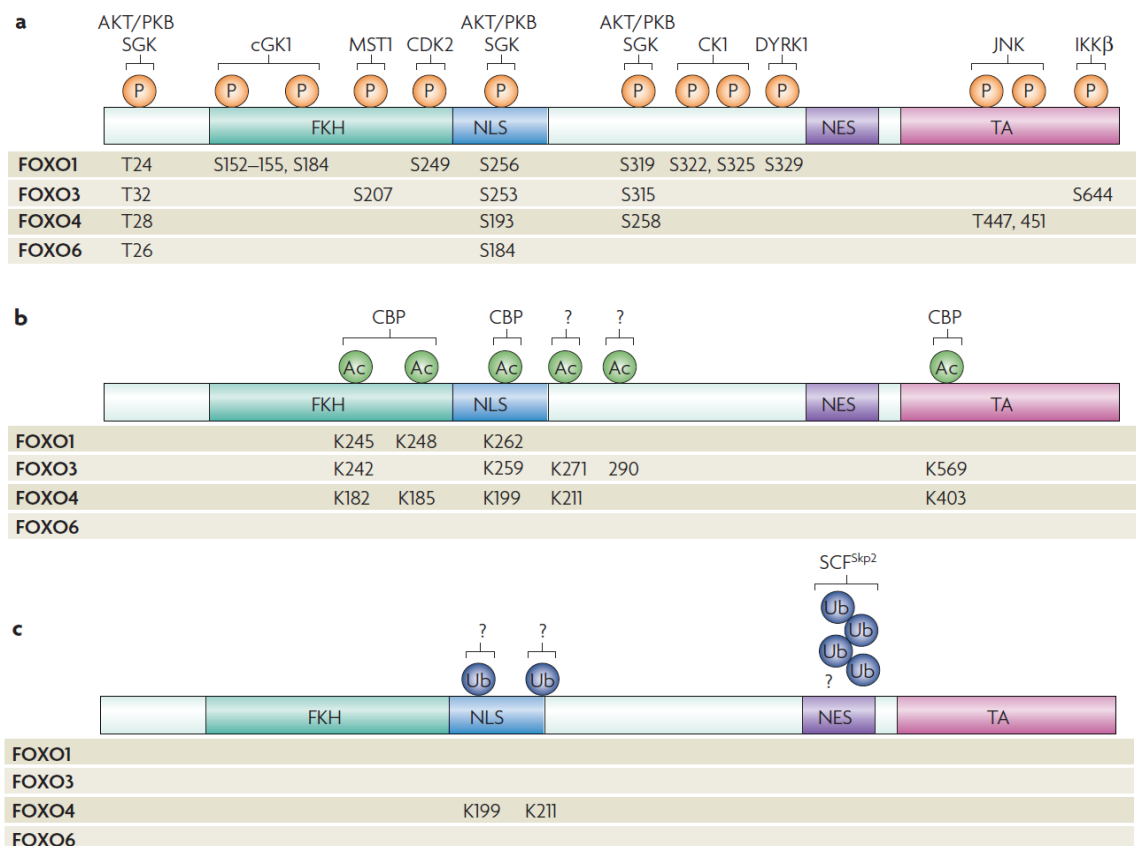 a
AKT/PKB AKT/PKB AKT/PKB
SGK cGK1 MST1 CDK2 SGK SGK CK1 DYRK1 JNK IKKβ
P P P P P P P P P P P P
FKH NLS NES TA
FOXO1 T24 S152–155, S184 S249 S256 S319 S322, S325 S329
FOXO3 T32 S207 S253 S315 S644
FOXO4 T28 S193 S258 T447, 451
FOXO6 T26 S184
b
CBP CBP ? ? CBP
Ac Ac Ac Ac Ac Ac
FKH NLS NES TA
FOXO1 K245 K248 K262
FOXO3 K242 K259 K271 290 K569
FOXO4 K182 K185 K199 K211 K403
FOXO6
SCFSkp2
Ub
Ub
Ub
Ub
?
c
? ?
Ub Ub
FKH NLS NES TA
FOXO1
FOXO3
FOXO4 K199 K211
FOXO6